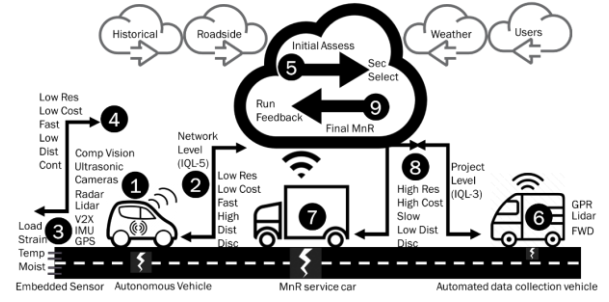 Historical
Roadside
Weather
Users
Initial Assess
5
Sec
Select
Run
Feedback
9
Final MnR
Low Res
Low Cost
Fast
Low
Dist
Cont
4
Comp Vision
Ultrasonic
Cameras
Radar
Lidar
V2X
IMU
GPS
1
Network
Level
(IQL-5)
2
Low Res
Low Cost
Fast
High
Dist
Disc
7
8
High Res
High Cost
Slow
Low Dist
Disc
Project
Level
(IQL-3)
6
GPR
Lidar
FWD
Load
Strain
Temp
Moist
3
Embedded Sensor
Autonomous Vehicle
MnR service car
Automated data collection vehicle